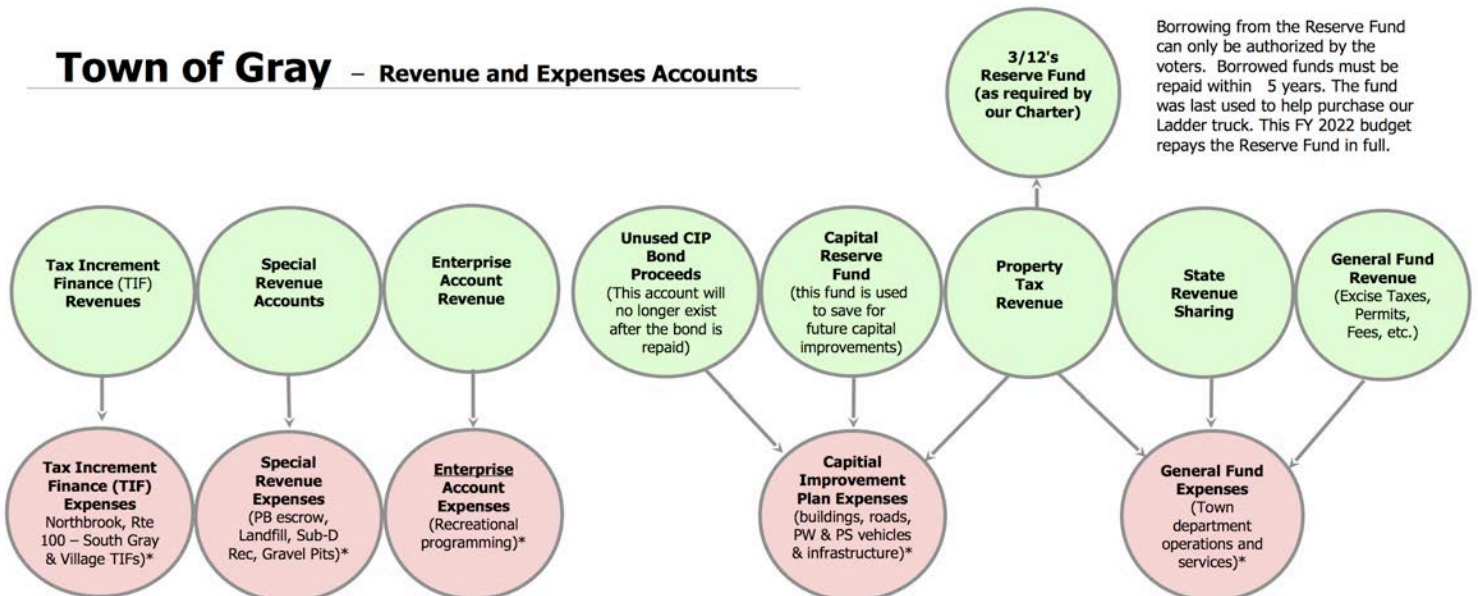 Town of Gray – Revenue and Expenses Accounts
3/12's
Reserve Fund
(as required by
our Charter)
Borrowing from the Reserve Fund
can only be authorized by the
voters. Borrowed funds must be
repaid within 5 years. The fund
was last used to help purchase our
Ladder truck. This FY 2022 budget
repays the Reserve Fund in full.
Tax Increment
Finance (TIF)
Revenues
Special
Revenue
Accounts
Enterprise
Account
Revenue
Unused CIP
Bond
Proceeds
(This account will
no longer exist
after the bond is
repaid)
Capital
Reserve
Fund
(this fund is used
to save for
future capital
improvements)
Property
Tax
Revenue
State
Revenue
Sharing
General Fund
Revenue
(Excise Taxes,
Permits,
Fees, etc.)
Tax Increment
Finance (TIF)
Expenses
Northbrook, Rte
100 – South Gray
& Village TIFs)*
Special
Revenue
Expenses
(PB escrow,
Landfill, Sub-D
Rec, Gravel Pits)*
Enterprise
Account
Expenses
(Recreational
programming)*
Capitial
Improvement
Plan Expenses
(buildings, roads,
PW & PS vehicles
& infrastructure)*
General Fund
Expenses
(Town
department
operations and
services)*